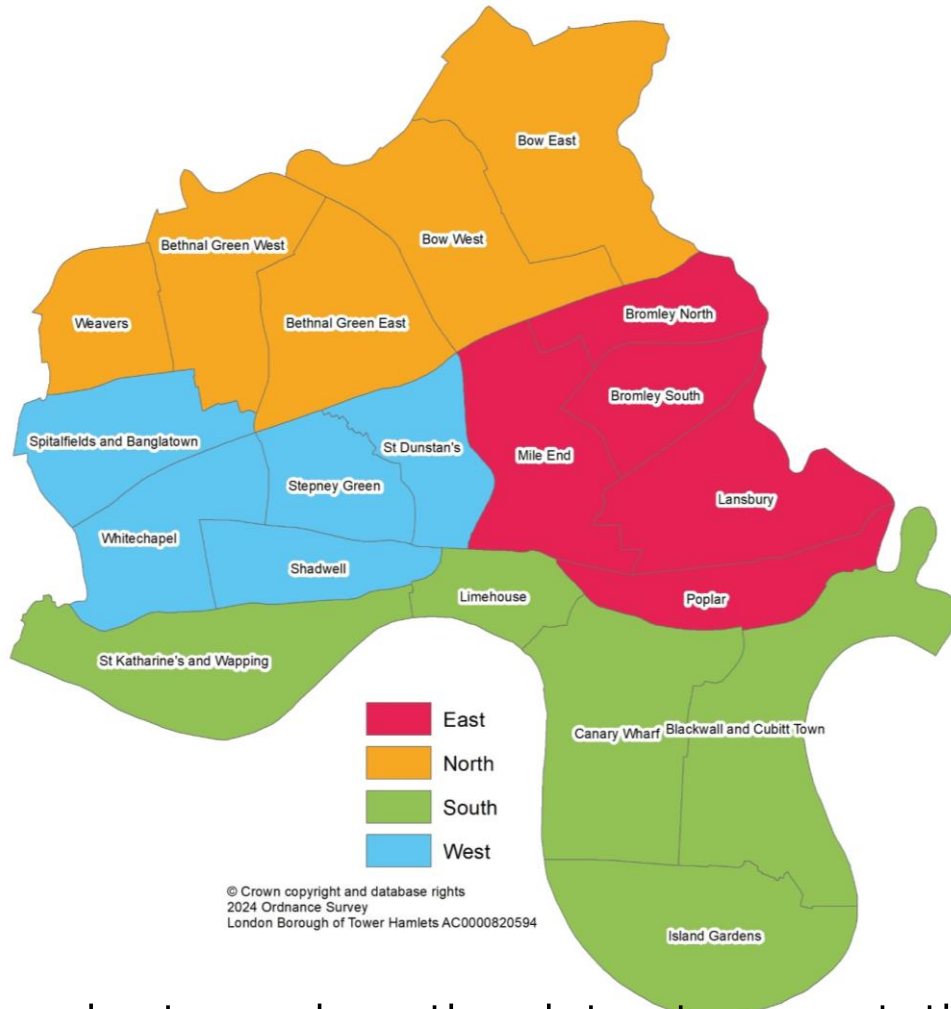 Bow East
Bow West
Bethnal Green West
Weavers
Bethnal Green East
Bromley North
Bromley South
Spitalfields and Banglatown
St Dunstan's
Mile End
Stepney Green
Lansbury
Whitechapel
Shadwell
Limehouse
Poplar
St Katharine's and Wapping
Canary Wharf
Blackwall and Cubitt Town
Island Gardens
East
North
South
West
© Crown copyright and database rights
2024 Ordnance Survey
London Borough of Tower Hamlets AC0000820594